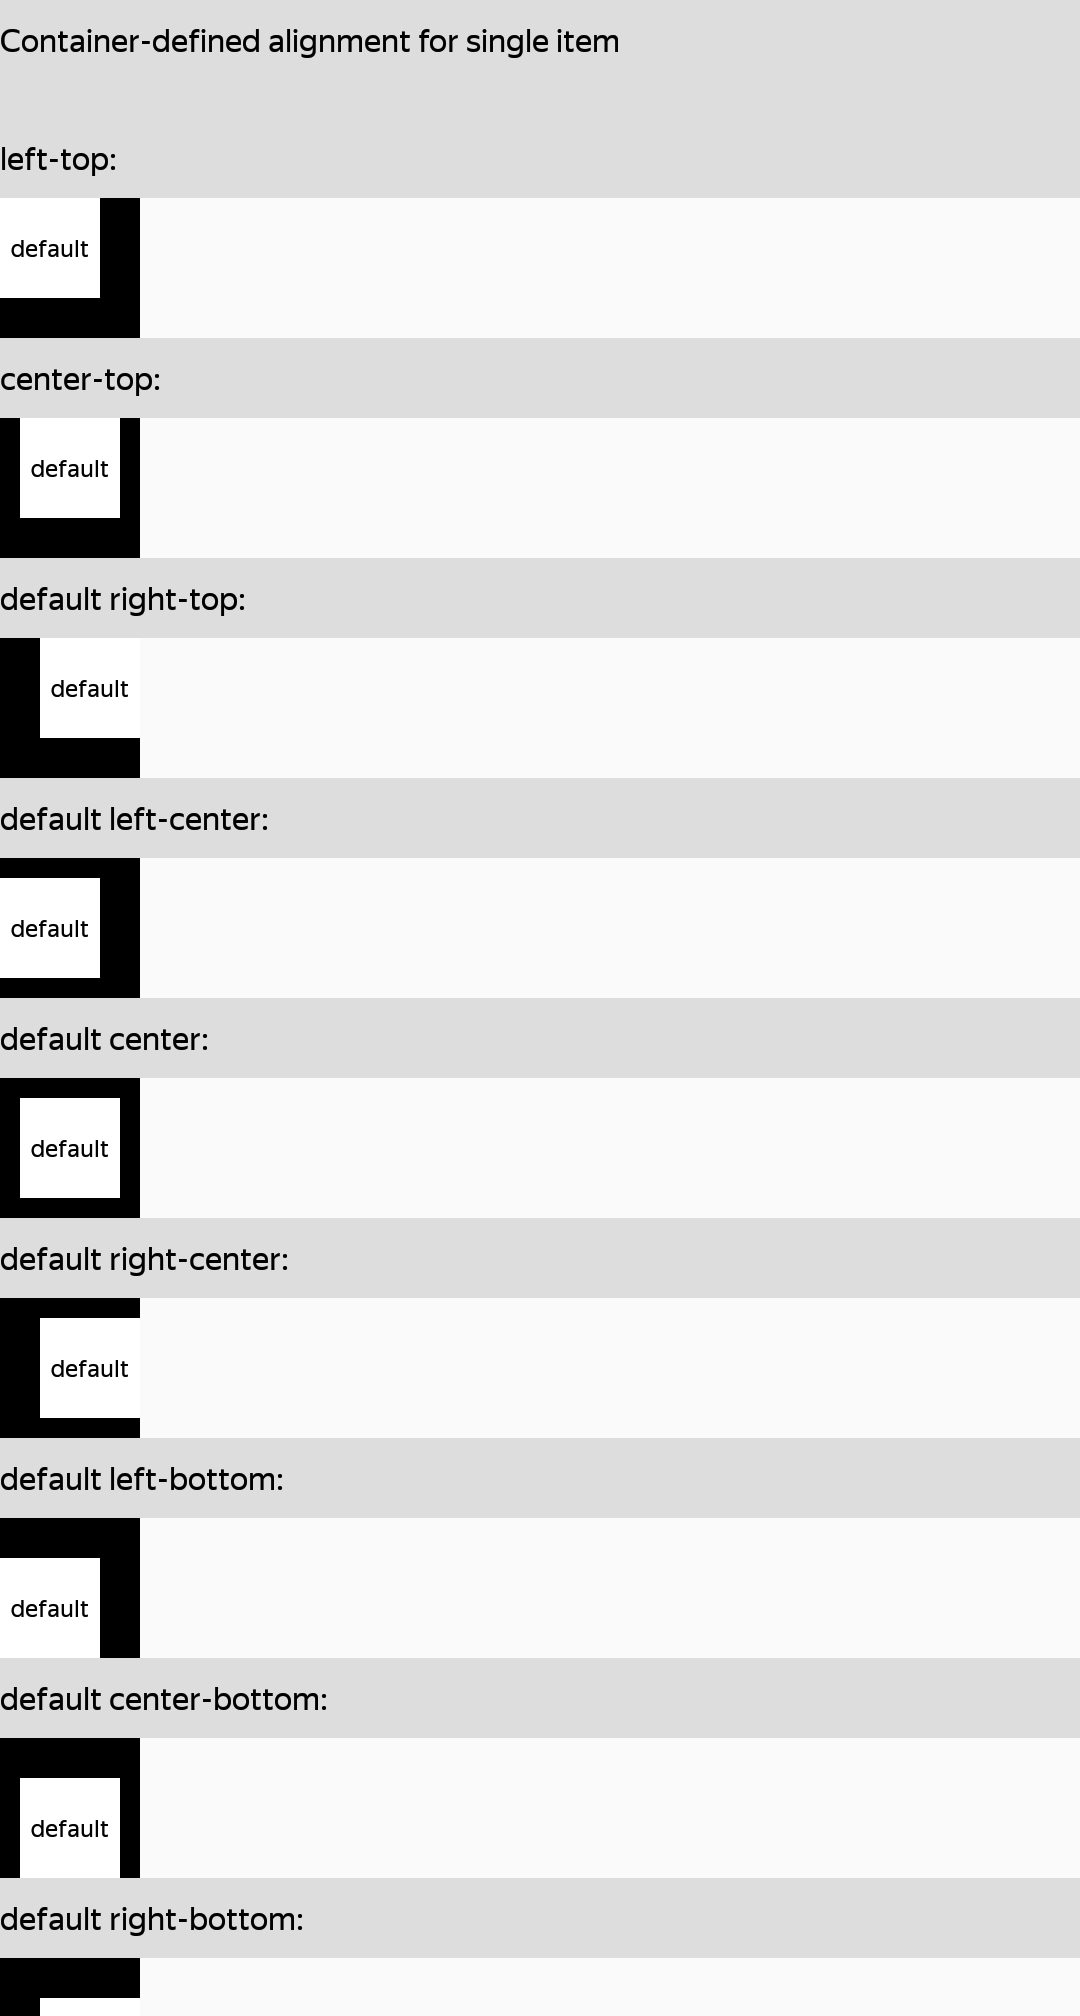 Container-defined alignment for single item
left-top:
default
center-top:
default
default right-top:
default
default left-center:
default
default center:
default
default right-center:
default
default left-bottom:
default
default center-bottom:
default
default right-bottom: